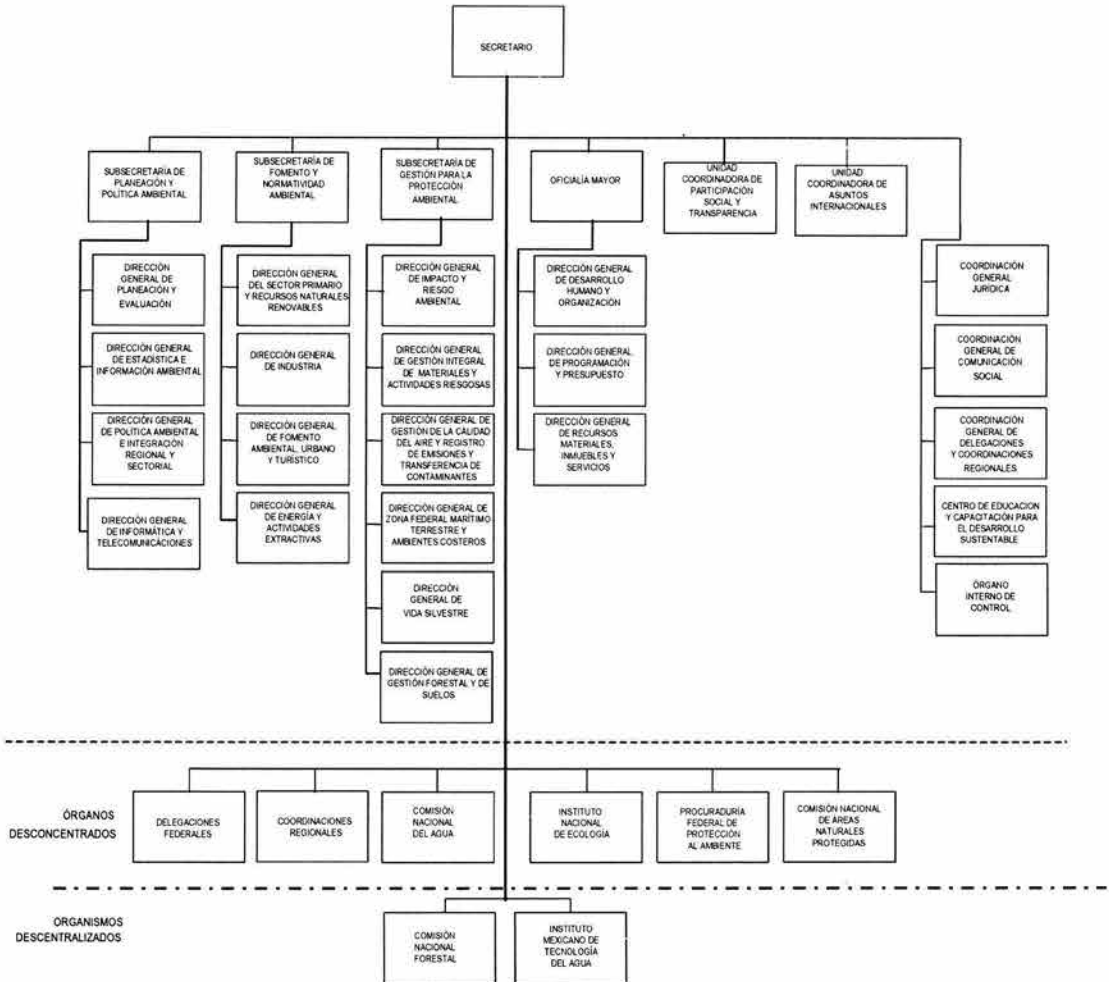 SECRETARIO
SUBSECRETARÍA DE
PLANEACIÓN Y
POLÍTICA AMBIENTAL
SUBSECRETARÍA DE
FOMENTO Y
NORMATIVIDAD
AMBIENTAL
SUBSECRETARÍA DE
GESTIÓN PARA LA
PROTECCIÓN
AMBIENTAL
OFICIALÍA MAYOR
UNIDAD
COORDINADORA DE
PARTICIPACIÓN
SOCIAL Y
TRANSPARENCIA
UNIDAD
COORDINADORA DE
ASUNTOS
INTERNACIONALES
DIRECCIÓN
GENERAL DE
PLANEACIÓN Y
EVALUACIÓN
DIRECCIÓN GENERAL
DE ESTADÍSTICA E
INFORMACIÓN AMBIENTAL
DIRECCIÓN GENERAL
DE POLÍTICA AMBIENTAL
E INTEGRACIÓN
REGIONAL Y
SECTORIAL
DIRECCIÓN GENERAL
DE INFORMÁTICA Y
TELECOMUNICACIONES
DIRECCIÓN GENERAL
DEL SECTOR PRIMARIO
Y RECURSOS NATURALES
RENOVABLES
DIRECCIÓN GENERAL
DE INDUSTRIA
DIRECCIÓN GENERAL
DE FOMENTO
AMBIENTAL, URBANO
Y TURÍSTICO
DIRECCIÓN GENERAL
DE ENERGÍA Y
ACTIVIDADES
EXTRACTIVAS
DIRECCIÓN GENERAL
DE IMPACTO Y
RIESGO
AMBIENTAL
DIRECCIÓN GENERAL
DE GESTIÓN INTEGRAL
DE MATERIALES Y
ACTIVIDADES RIESGOSAS
DIRECCIÓN GENERAL DE
GESTIÓN DE LA CALIDAD
DEL AIRE Y REGISTRO
DE EMISIONES Y
TRANSFERENCIA DE
CONTAMINANTES
DIRECCIÓN GENERAL DE
ZONA FEDERAL MARÍTIMO
TERRESTRE Y
AMBIENTES COSTEROS
DIRECCIÓN
GENERAL DE
VIDA SILVESTRE
DIRECCIÓN GENERAL DE
GESTIÓN FORESTAL Y DE
SUELOS
DIRECCIÓN GENERAL
DE DESARROLLO
HUMANO Y
ORGANIZACIÓN
DIRECCIÓN GENERAL
DE PROGRAMACIÓN
Y PRESUPUESTO
DIRECCIÓN GENERAL
DE RECURSOS
MATERIALES,
INMUEBLES Y
SERVICIOS
COORDINACIÓN
GENERAL
JURÍDICA
COORDINACIÓN
GENERAL DE
COMUNICACIÓN
SOCIAL
COORDINACIÓN
GENERAL DE
DELEGACIONES
Y COORDINACIONES
REGIONALES
CENTRO DE EDUCACION
Y CAPACITACIÓN PARA
EL DESARROLLO
SUSTENTABLE
ÓRGANO
INTERNO DE
CONTROL
ÓRGANOS
DESCONCENTRADOS
DELEGACIONES
FEDERALES
COORDINACIONES
REGIONALES
COMISIÓN
NACIONAL
DEL AGUA
INSTITUTO
NACIONAL
DE ECOLOGÍA
PROCURADURÍA
FEDERAL DE
PROTECCIÓN
AL AMBIENTE
COMISIÓN NACIONAL
DE ÁREAS
NATURALES
PROTEGIDAS
ORGANISMOS
DESCENTRALIZADOS
COMISIÓN
NACIONAL
FORESTAL
INSTITUTO
MEXICANO DE
TECNOLOGÍA
DEL AGUA